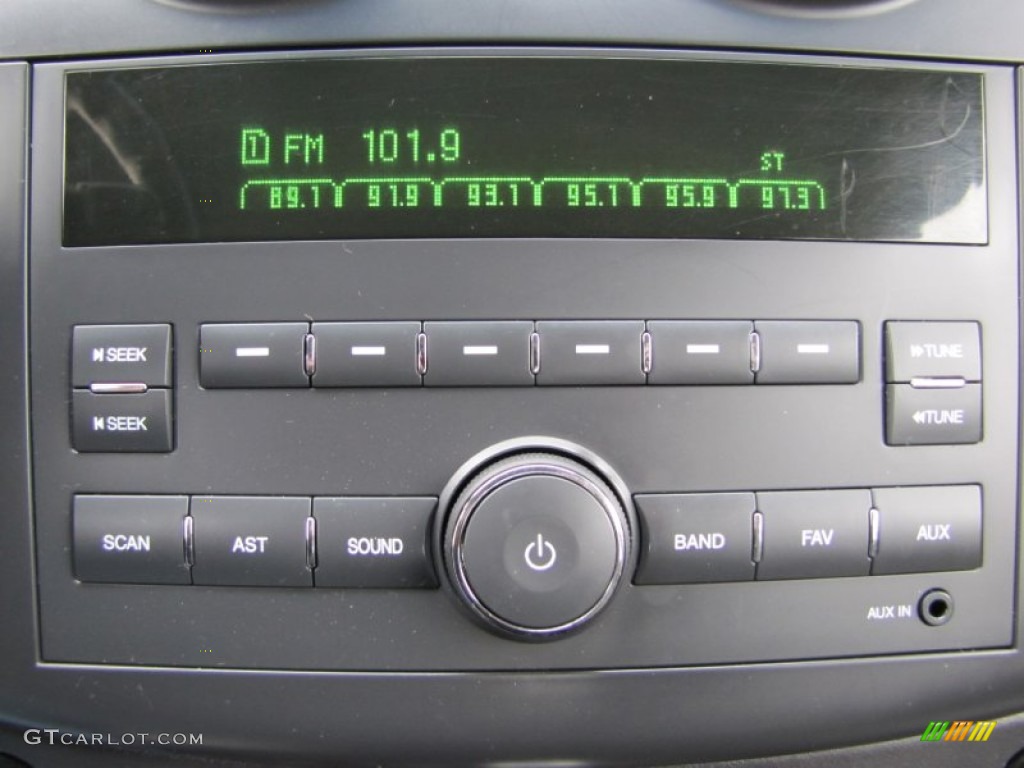 1 FM 101.9
ST
89.1 91.9 93.1 95.1 95.9 97.3
SEEK
TUNE
SEEK
TUNE
SCAN AST SOUND BAND FAV AUX
AUX IN
GTCARLOT.COM